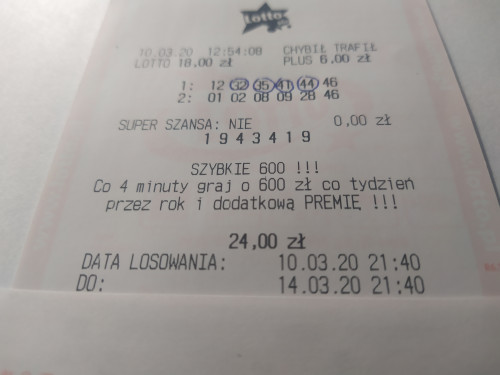 Lotto
10.03.20 12:54:08 CHYBIŁ TRAFIŁ
LOTTO 18,00 zł PLUS 6,00 zł
1: 12 32 35 41 44 46
2: 01 02 08 09 28 46
SUPER SZANSA: NIE 0,00 zł
1943419
SZYBKIE 600 !!!
Co 4 minuty graj o 600 zł co tydzień
przez rok i dodatkową PREMIĘ !!!
24,00 zł
DATA LOSOWANIA: 10.03.20 21:40
DO: 14.03.20 21:40